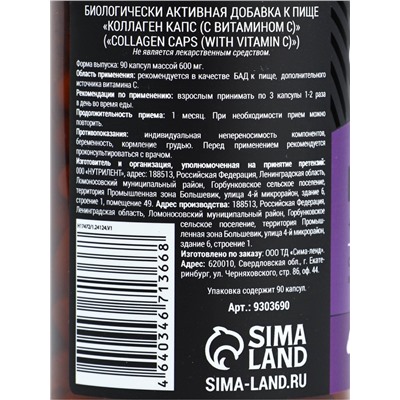 БИОЛОГИЧЕСКИ АКТИВНАЯ ДОБАВКА К ПИЩЕ
«КОЛЛАГЕН КАПС (С ВИТАМИНОМ С)»
(«COLLAGEN CAPS (WITH VITAMIN C)»)
Не является лекарственным средством.
Форма выпуска: 90 капсул массой 600 мг.
Область применения: рекомендуется в качестве БАД к пище, дополнительного
источника витамина С.
Рекомендации по применению: взрослым принимать по 3 капсулы 1-2 раза
в день во время еды.
Продолжительность приема: 1 месяц. При необходимости прием можно
повторить.
Противопоказания: индивидуальная непереносимость компонентов,
беременность, кормление грудью. Перед применением рекомендуется
проконсультироваться с врачом.
Изготовитель и организация, уполномоченная на принятие претензий:
ООО «НУТРИЛЕНТ», адрес: 188513, Российская Федерация, Ленинградская область,
Ломоносовский муниципальный район, Горбунковское сельское поселение,
территория Промышленная зона Большевик, улица 4-й микрорайон, здание 6,
строение 1, помещение 49. Адрес производства: 188513, Российская Федерация,
Ленинградская область, Ломоносовский муниципальный район, Горбунковское
сельское поселение, территория Промышлен-
ная зона Большевик, улица 4-й микрорайон,
здание 6, строение 1.
Изготовлено по заказу: ООО ТД «Сима-ленд».
Адрес: 620010, Свердловская обл., г. Екате-
ринбург, ул. Черняховского, стр. 86, оф. 44.
Упаковка содержит 90 капсул.
Арт.: 9303690
4 640346 713668
SIMA
LAND
SIMA-LAND.RU